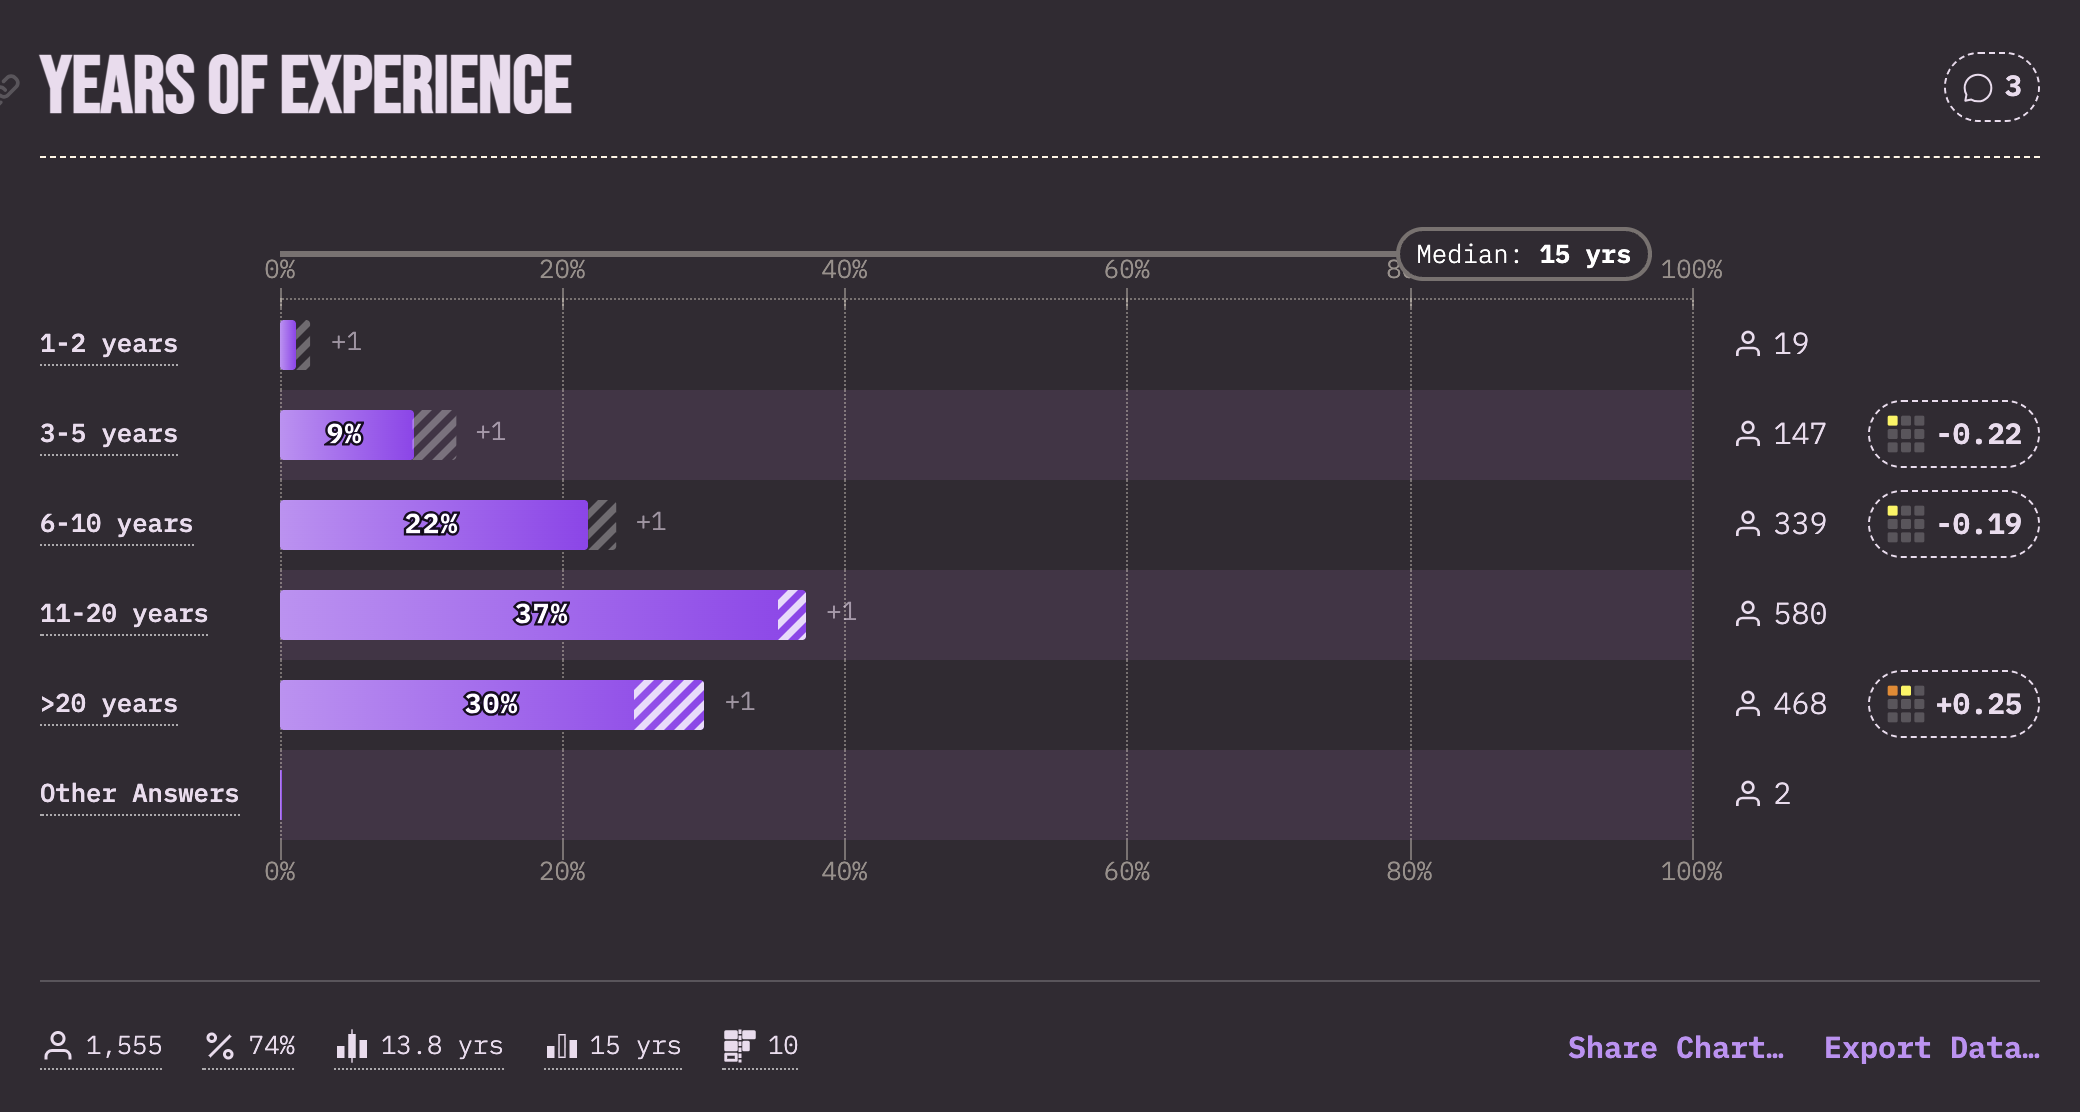 YEARS OF EXPERIENCE
3
Median: 15 yrs
0% 20% 40% 60% 100%
1-2 years +1 19
3-5 years 9% +1 147 -0.22
6-10 years 22% +1 339 -0.19
11-20 years 37% +1 580
>20 years 30% +1 468 +0.25
Other Answers 2
0% 20% 40% 60% 80% 100%
1,555 74% 13.8 yrs 15 yrs 10 Share Chart… Export Data…